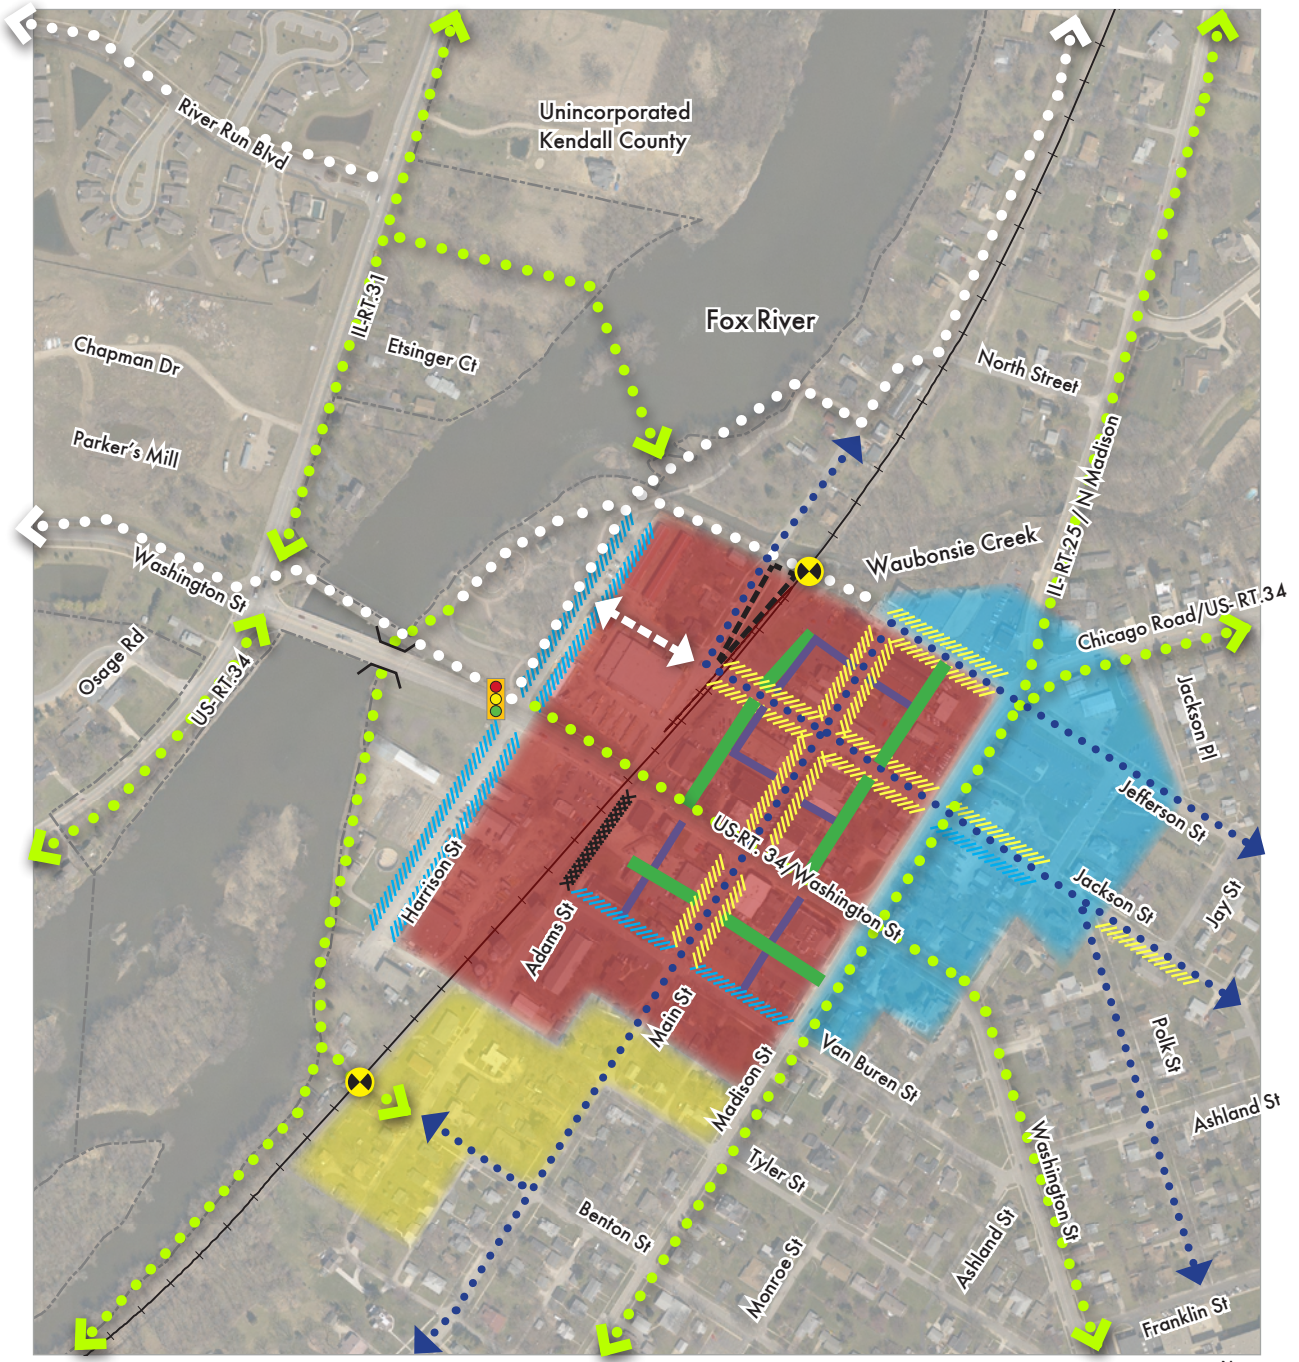 River Run Blvd
Unincorporated
Kendall County
IL-RT.31
Fox River
Chapman Dr
Etsinger Ct
North Street
Parker's Mill
IL-RT-25 / N Madison
Washington St
Waubonsie Creek
Chicago Road/US-RT.34
Osage Rd
US-RT.34
Jackson Pl
Jefferson St
US-RT. 34/Washington St
Harrison St
Jackson St
Jay St
Adams St
Main St
Van Buren St
Polk St
Madison St
Ashland St
Washington St
Tyler St
Benton St
Ashland St
Monroe St
Franklin St